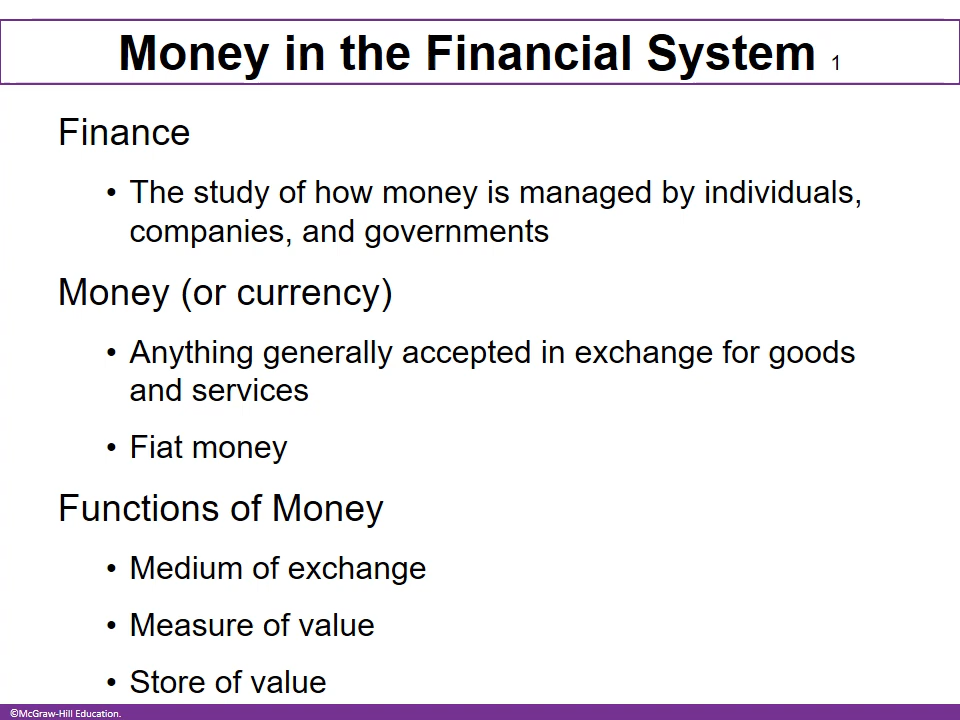 Money in the Financial System 1
Finance
• The study of how money is managed by individuals,
companies, and governments
Money (or currency)
• Anything generally accepted in exchange for goods
and services
• Fiat money
Functions of Money
• Medium of exchange
• Measure of value
• Store of value
©McGraw-Hill Education.